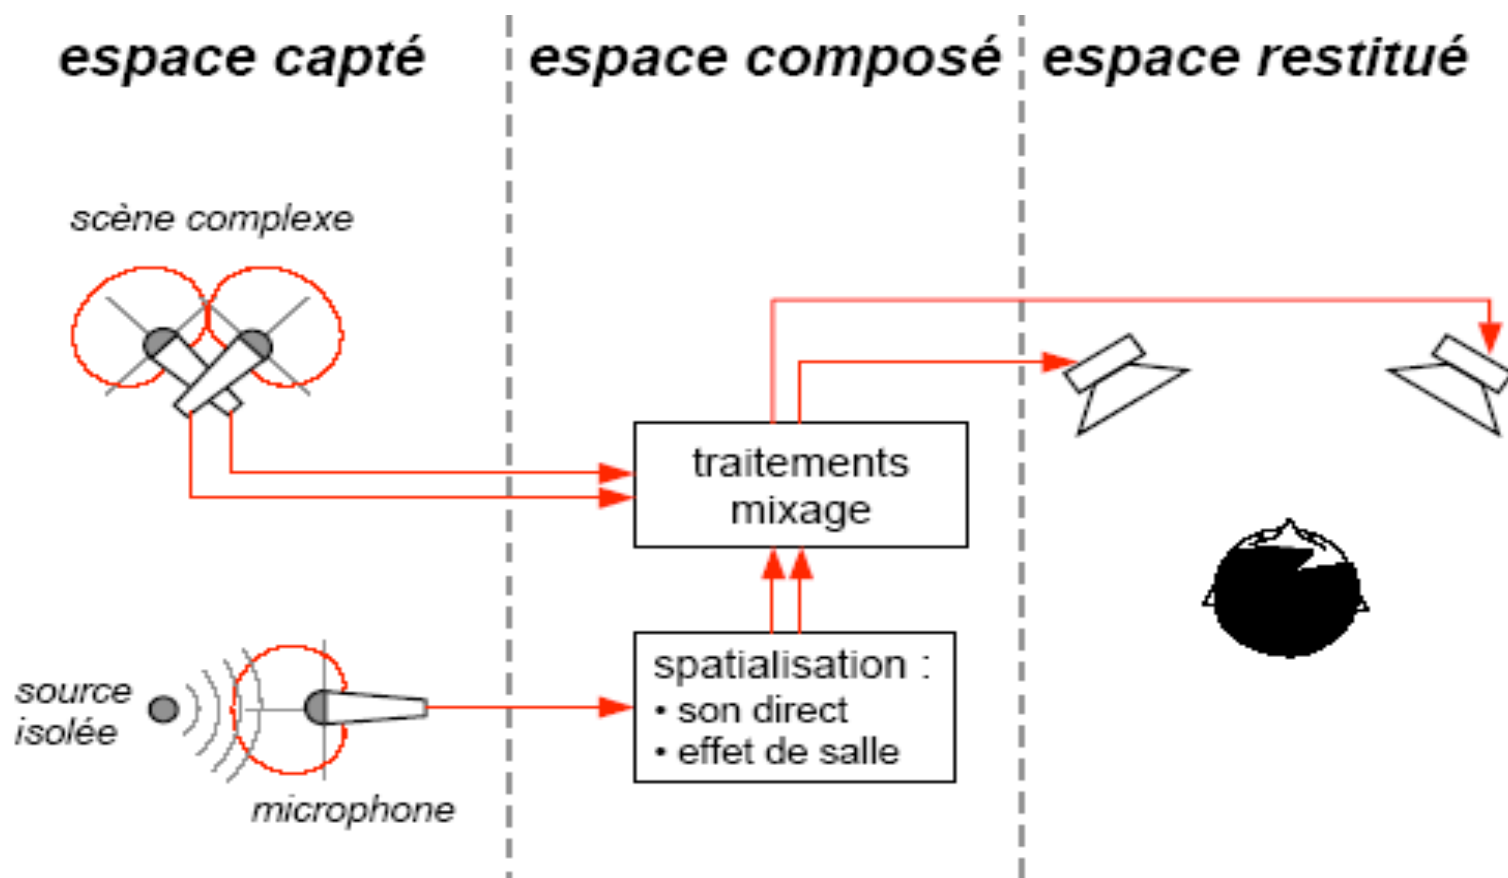 espace capté
espace composé
espace restitué
scène complexe
traitements
mixage
source
isolée
microphone
spatialisation :
• son direct
• effet de salle